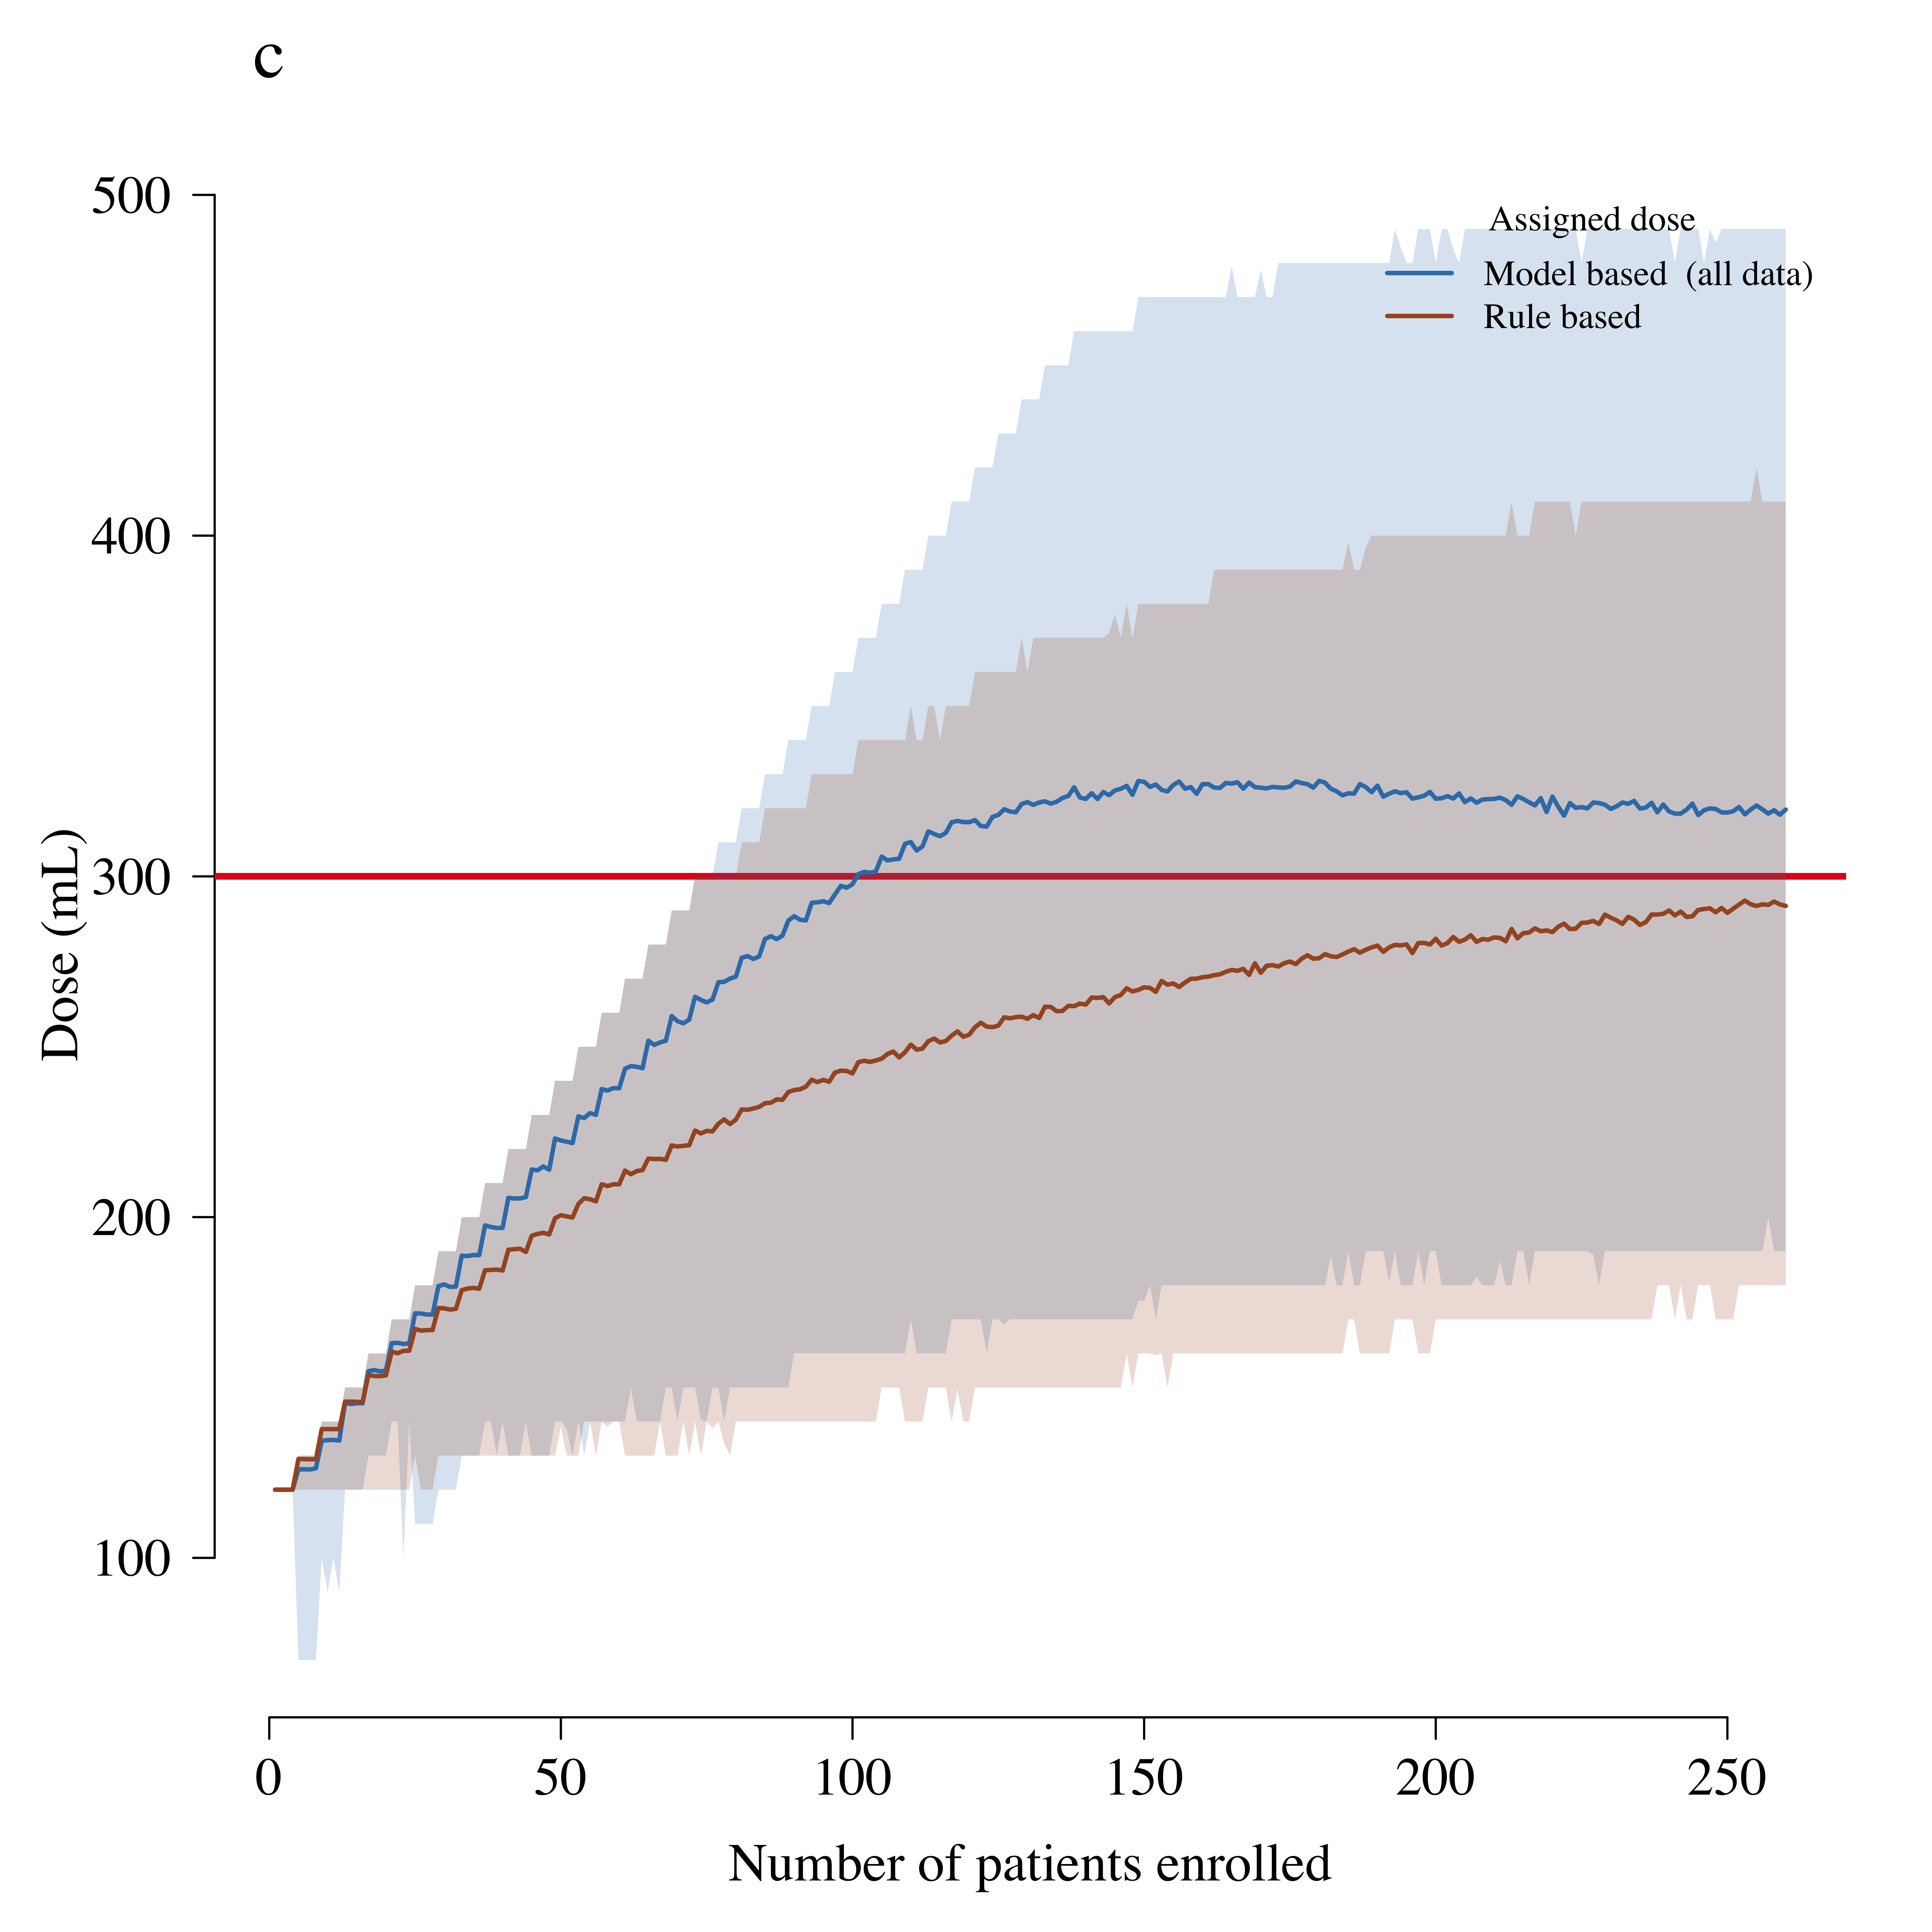 c
500
400
300
200
100
Dose (mL)
Assigned dose
Model based (all data)
Rule based
0 50 100 150 200 250
Number of patients enrolled